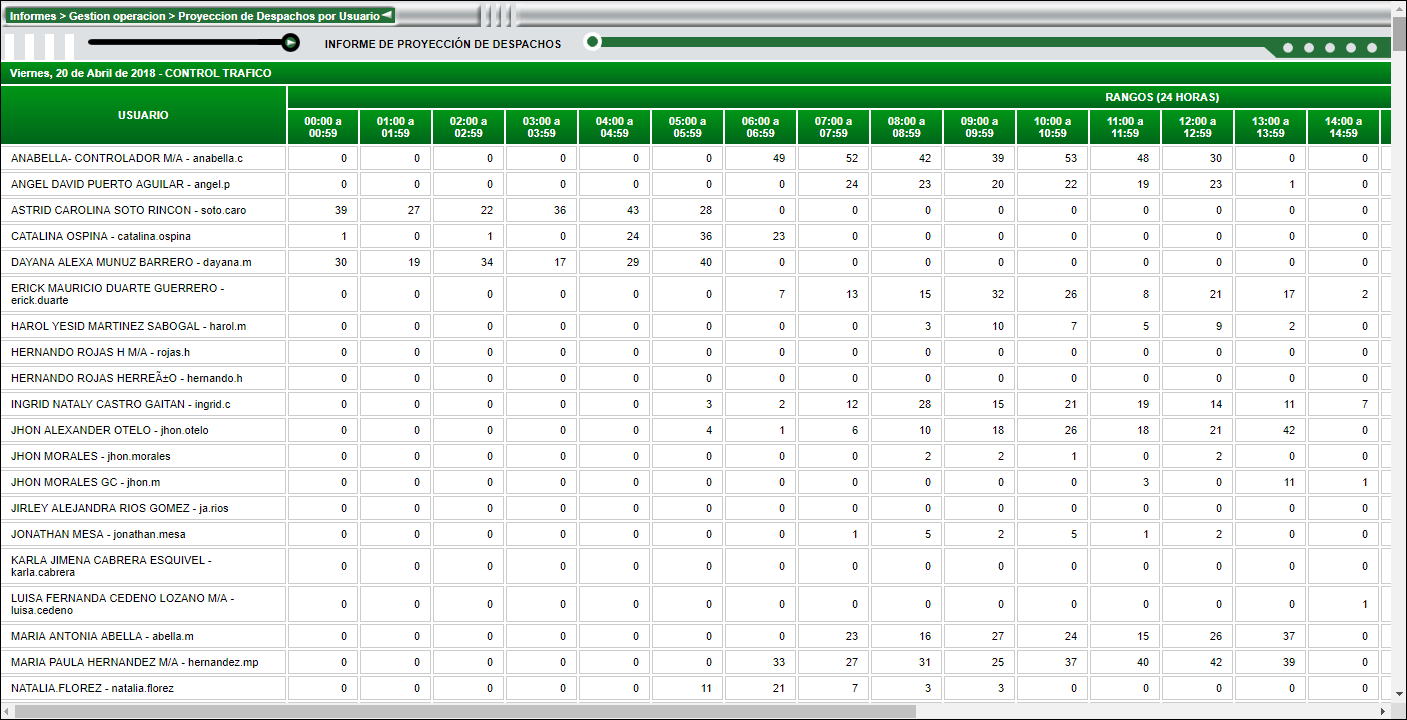 Informes > Gestion operacion > Proyeccion de Despachos por Usuario
INFORME DE PROYECCIÓN DE DESPACHOS
Viernes, 20 de Abril de 2018 - CONTROL TRAFICO
USUARIO
RANGOS (24 HORAS)
00:00 a 01:00 a 02:00 a 03:00 a 04:00 a 05:00 a 06:00 a 07:00 a 08:00 a 09:00 a 10:00 a 11:00 a 12:00 a 13:00 a 14:00 a
00:59 01:59 02:59 03:59 04:59 05:59 06:59 07:59 08:59 09:59 10:59 11:59 12:59 13:59 14:59
ANABELLA- CONTROLADOR M/A - anabella.c 0 0 0 0 0 0 49 52 42 39 53 48 30 0 0
ANGEL DAVID PUERTO AGUILAR - angel.p 0 0 0 0 0 0 0 24 23 20 22 19 23 1 0
ASTRID CAROLINA SOTO RINCON - soto.caro 39 27 22 36 43 28 0 0 0 0 0 0 0 0 0
CATALINA OSPINA - catalina.ospina 1 0 1 0 24 36 23 0 0 0 0 0 0 0 0
DAYANA ALEXA MUNUZ BARRERO - dayana.m 30 19 34 17 29 40 0 0 0 0 0 0 0 0 0
ERICK MAURICIO DUARTE GUERRERO -
erick.duarte 0 0 0 0 0 0 7 13 15 32 26 8 21 17 2
HAROL YESID MARTINEZ SABOGAL - harol.m 0 0 0 0 0 0 0 0 3 10 7 5 9 2 0
HERNANDO ROJAS H M/A - rojas.h 0 0 0 0 0 0 0 0 0 0 0 0 0 0 0
HERNANDO ROJAS HERREÃ±O - hernando.h 0 0 0 0 0 0 0 0 0 0 0 0 0 0 0
INGRID NATALY CASTRO GAITAN - ingrid.c 0 0 0 0 0 3 2 12 28 15 21 19 14 11 7
JHON ALEXANDER OTELO - jhon.otelo 0 0 0 0 0 4 1 6 10 18 26 18 21 42 0
JHON MORALES - jhon.morales 0 0 0 0 0 0 0 0 2 2 1 0 2 0 0
JHON MORALES GC - jhon.m 0 0 0 0 0 0 0 0 0 0 0 3 0 11 1
JIRLEY ALEJANDRA RIOS GOMEZ - ja.rios 0 0 0 0 0 0 0 0 0 0 0 0 0 0 0
JONATHAN MESA - jonathan.mesa 0 0 0 0 0 0 0 1 5 2 5 1 2 0 0
KARLA JIMENA CABRERA ESQUIVEL -
karla.cabrera 0 0 0 0 0 0 0 0 0 0 0 0 0 0 0
LUISA FERNANDA CEDENO LOZANO M/A -
luisa.cedeno 0 0 0 0 0 0 0 0 0 0 0 0 0 0 1
MARIA ANTONIA ABELLA - abella.m 0 0 0 0 0 0 0 23 16 27 24 15 26 37 0
MARIA PAULA HERNANDEZ M/A - hernandez.mp 0 0 0 0 0 0 33 27 31 25 37 40 42 39 0
NATALIA.FLOREZ - natalia.florez 0 0 0 0 0 11 21 7 3 3 0 0 0 0 0